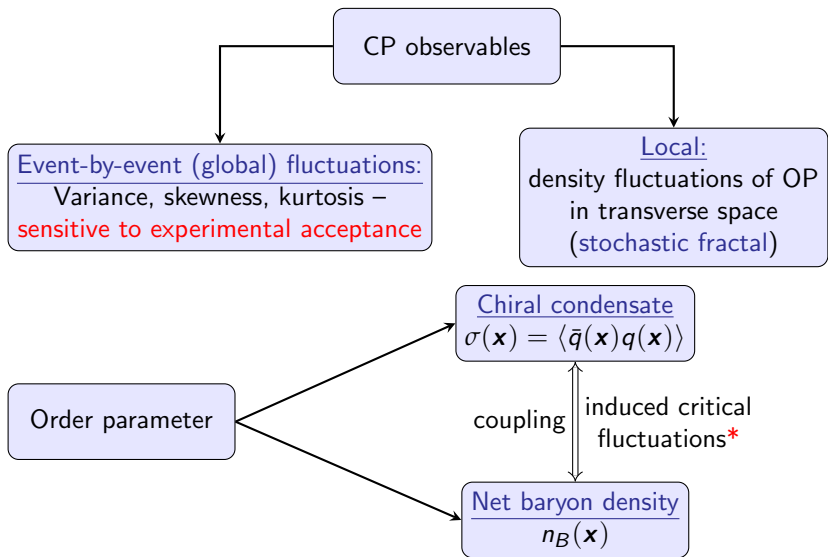 CP observables
Event-by-event (global) fluctuations:
Variance, skewness, kurtosis –
sensitive to experimental acceptance
Local:
density fluctuations of OP
in transverse space
(stochastic fractal)
Chiral condensate
σ(x) = ⟨q̄(x)q(x)⟩
Order parameter
coupling
induced critical
fluctuations*
Net baryon density
n_B(x)